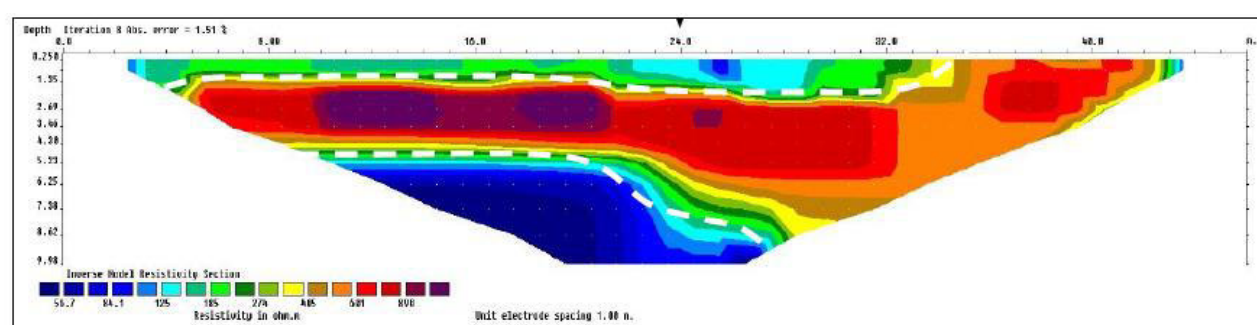 Depth Iteration 8 Abs. error = 1.51 %
0.0 8.00 16.0 24.0 32.0 40.0 m.
0.250
1.35
2.69
3.46
4.28
6.25
7.38
8.62
9.98
Inverse Model Resistivity Section
56.7 84.1 125 185 274 405 601 890
Resistivity in ohm.m Unit electrode spacing 1.00 m.